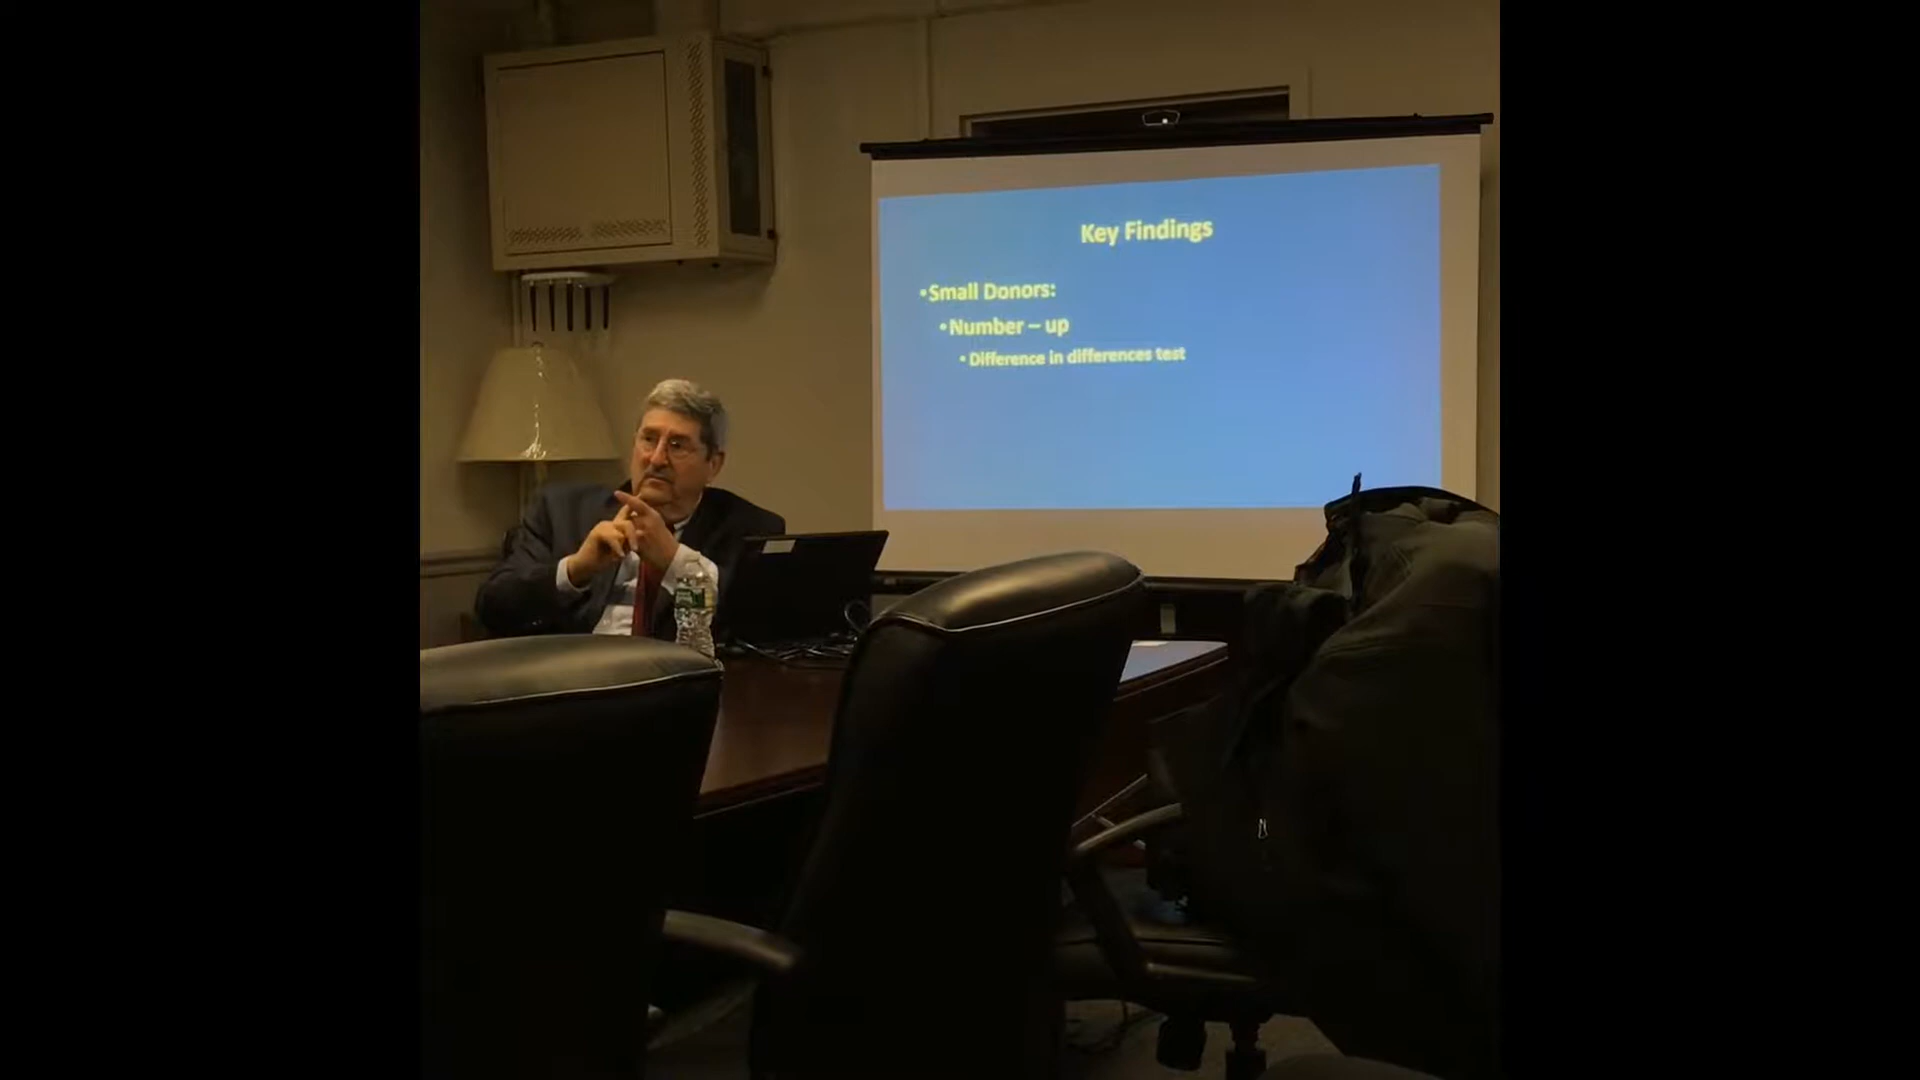 Key Findings
•Small Donors:
•Number – up
•Difference in differences test